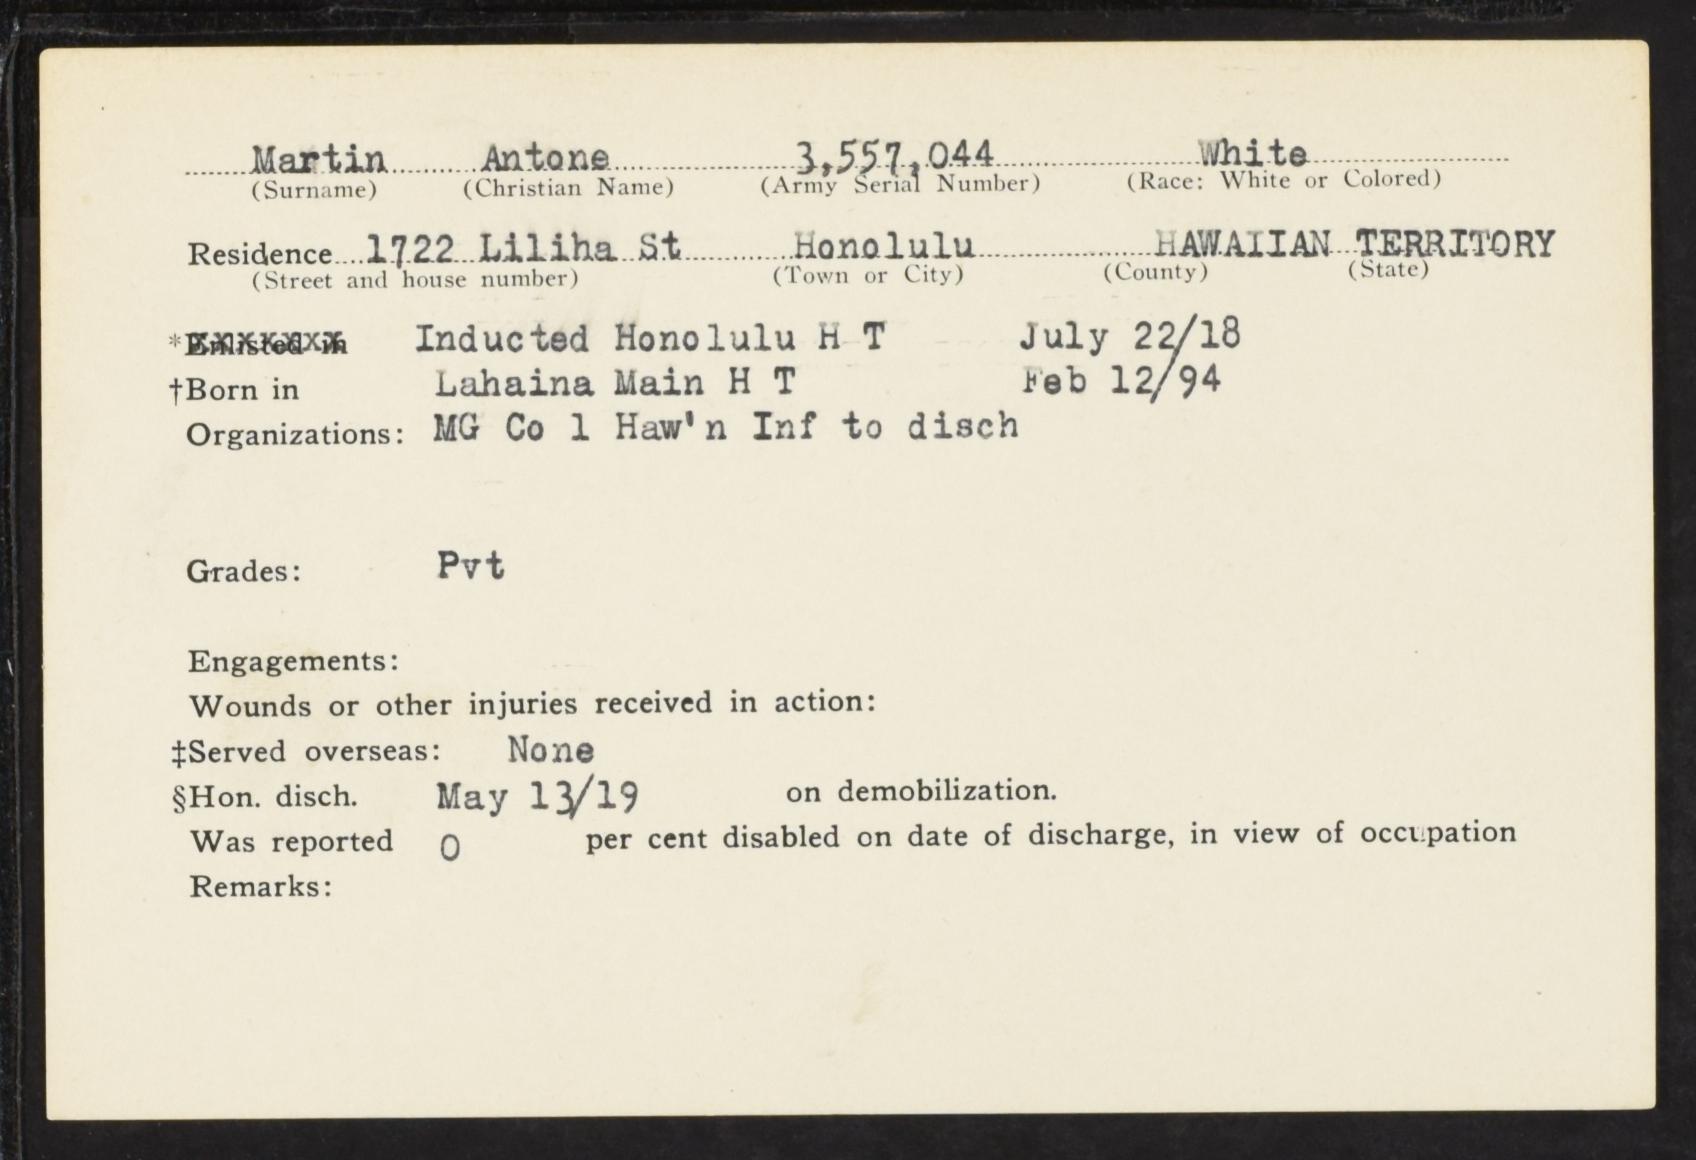 Martin Antone 3,557,044 White
(Surname) (Christian Name) (Army Serial Number) (Race: White or Colored)
Residence 1722 Liliha St Honolulu HAWAIIAN TERRITORY
(Street and house number) (Town or City) (County) (State)
*Enlisted in Inducted Honolulu H T July 22/18
†Born in Lahaina Main H T Feb 12/94
Organizations: MG Co 1 Haw'n Inf to disch
Grades: Pvt
Engagements:
Wounds or other injuries received in action:
‡Served overseas: None
§Hon. disch. May 13/19 on demobilization.
Was reported 0 per cent disabled on date of discharge, in view of occupation
Remarks: